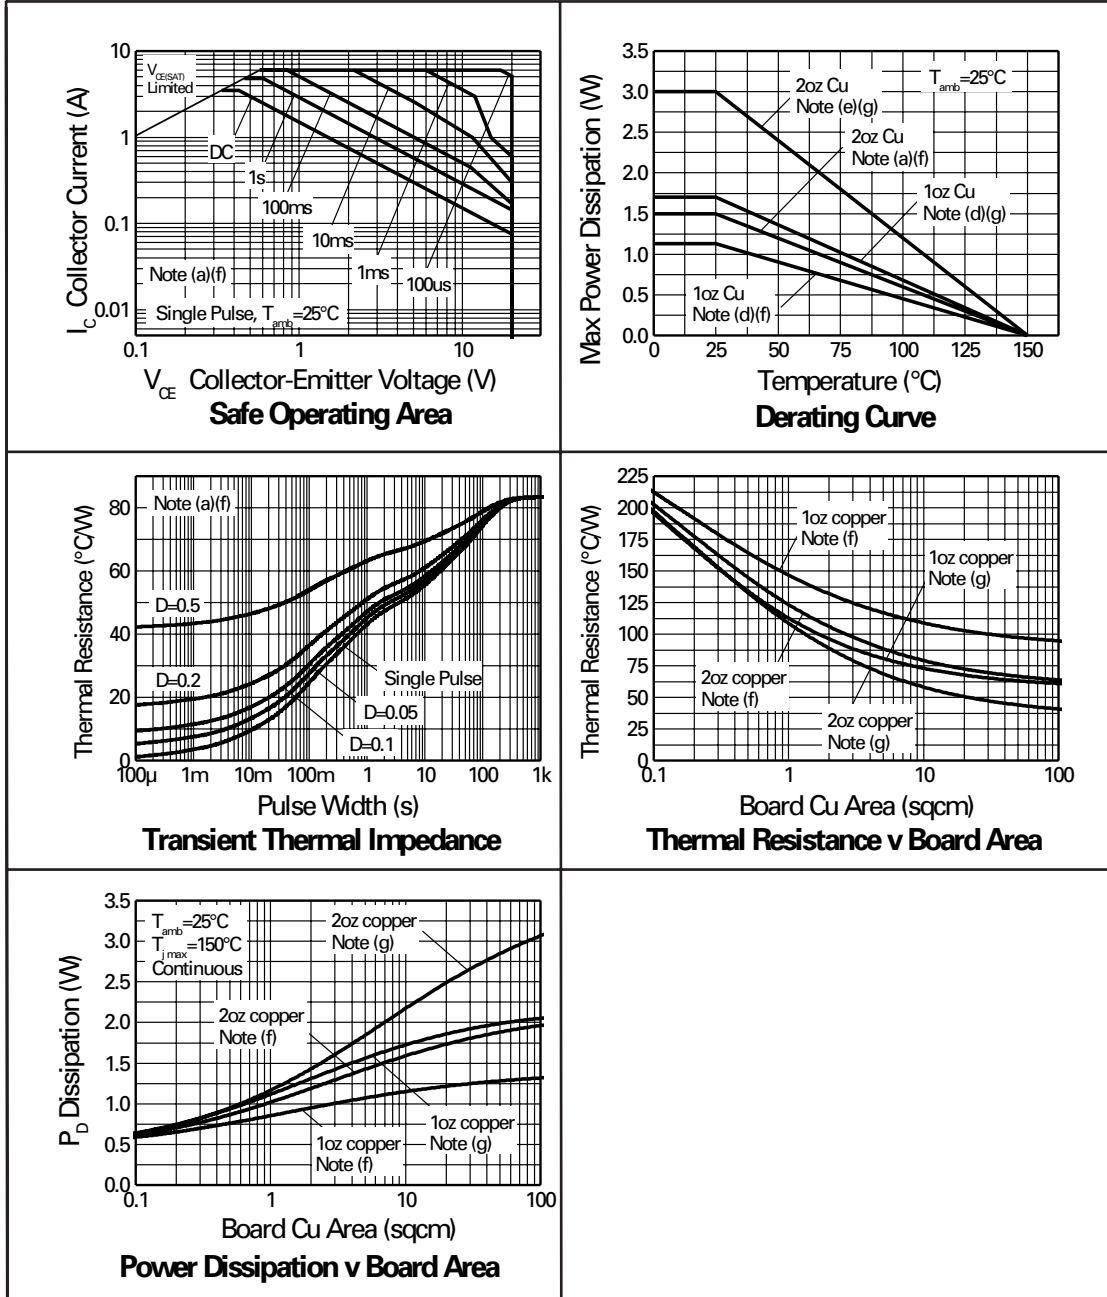 10
1
0.1
0.01
I_C Collector Current (A)
V_CE(SAT)
Limited
DC
1s
100ms
10ms
1ms
100us
Note (a)(f)
Single Pulse, T_amb=25°C
0.1 1 10
V_CE Collector-Emitter Voltage (V)
Safe Operating Area
3.5
3.0
2.5
2.0
1.5
1.0
0.5
0.0
Max Power Dissipation (W)
T_amb=25°C
2oz Cu
Note (e)(g)
2oz Cu
Note (a)(f)
1oz Cu
Note (d)(g)
1oz Cu
Note (d)(f)
0 25 50 75 100 125 150
Temperature (°C)
Derating Curve
80
60
40
20
0
Thermal Resistance (°C/W)
Note (a)(f)
D=0.5
D=0.2
Single Pulse
D=0.05
D=0.1
100µ 1m 10m 100m 1 10 100 1k
Pulse Width (s)
Transient Thermal Impedance
225
200
175
150
125
100
75
50
25
0
Thermal Resistance (°C/W)
1oz copper
Note (f)
1oz copper
Note (g)
2oz copper
Note (f)
2oz copper
Note (g)
0.1 1 10 100
Board Cu Area (sqcm)
Thermal Resistance v Board Area
3.5
3.0
2.5
2.0
1.5
1.0
0.5
0.0
P_D Dissipation (W)
T_amb=25°C
T_j max=150°C
Continuous
2oz copper
Note (g)
2oz copper
Note (f)
1oz copper
Note (g)
1oz copper
Note (f)
0.1 1 10 100
Board Cu Area (sqcm)
Power Dissipation v Board Area